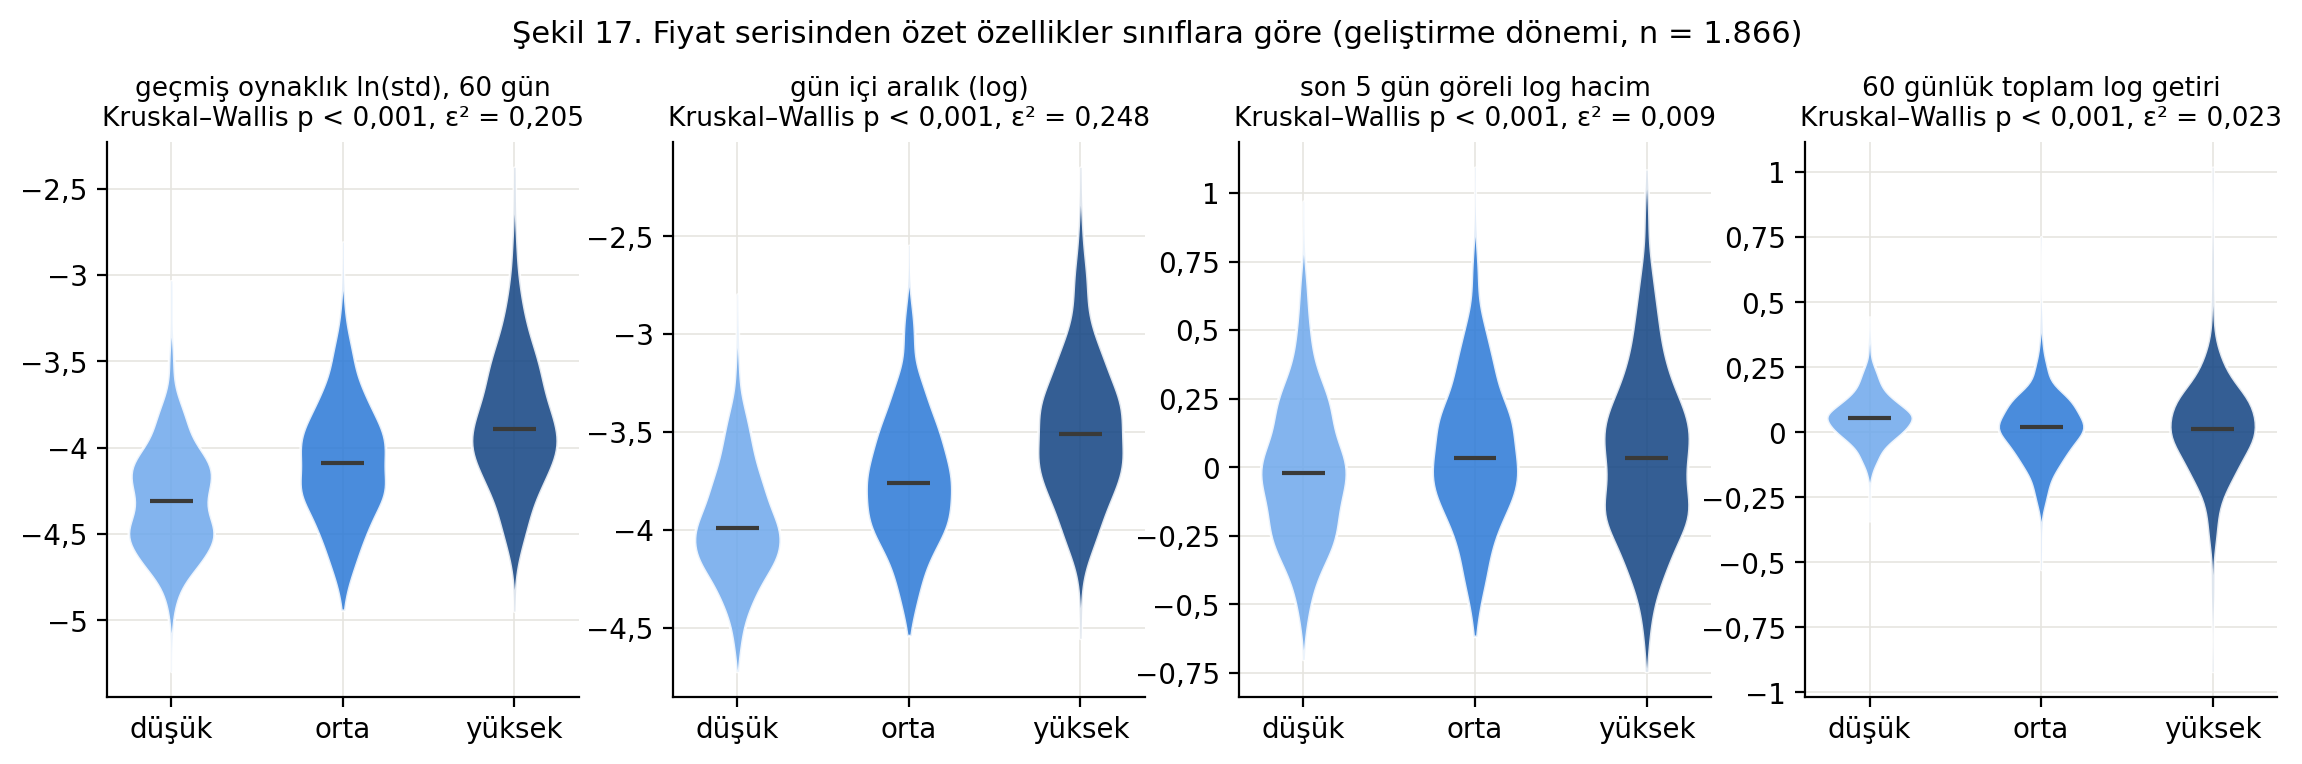 Şekil 17. Fiyat serisinden özet özellikler sınıflara göre (geliştirme dönemi, n = 1.866)
geçmiş oynaklık ln(std), 60 gün
Kruskal–Wallis p < 0,001, ε² = 0,205
−2,5
−3
−3,5
−4
−4,5
−5
düşük orta yüksek
gün içi aralık (log)
Kruskal–Wallis p < 0,001, ε² = 0,248
−2,5
−3
−3,5
−4
−4,5
düşük orta yüksek
son 5 gün göreli log hacim
Kruskal–Wallis p < 0,001, ε² = 0,009
1
0,75
0,5
0,25
0
−0,25
−0,5
−0,75
düşük orta yüksek
60 günlük toplam log getiri
Kruskal–Wallis p < 0,001, ε² = 0,023
1
0,75
0,5
0,25
0
−0,25
−0,5
−0,75
−1
düşük orta yüksek